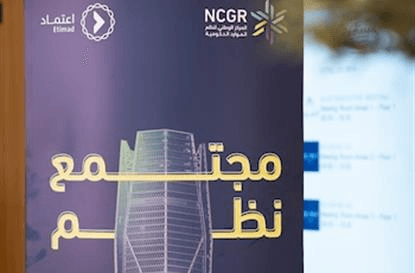 اعتماد
Etimad
NCGR
المركز الوطني لنظم
الموارد الحكومية
مجتمع
نظم